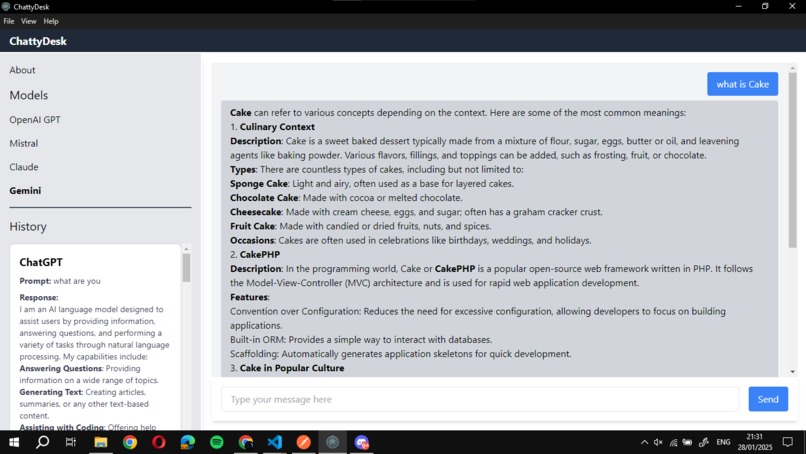 ChattyDesk
File View Help
ChattyDesk
About
Models
OpenAI GPT
Mistral
Claude
Gemini
History
ChatGPT
Prompt: what are you
Response:
I am an AI language model designed to
assist users by providing information,
answering questions, and performing a
variety of tasks through natural language
processing. My capabilities include:
Answering Questions: Providing
information on a wide range of topics.
Generating Text: Creating articles,
summaries, or any other text-based
content.
Assisting with Coding: Offering help
what is Cake
Cake can refer to various concepts depending on the context. Here are some of the most common meanings:
1. Culinary Context
Description: Cake is a sweet baked dessert typically made from a mixture of flour, sugar, eggs, butter or oil, and leavening
agents like baking powder. Various flavors, fillings, and toppings can be added, such as frosting, fruit, or chocolate.
Types: There are countless types of cakes, including but not limited to:
Sponge Cake: Light and airy, often used as a base for layered cakes.
Chocolate Cake: Made with cocoa or melted chocolate.
Cheesecake: Made with cream cheese, eggs, and sugar; often has a graham cracker crust.
Fruit Cake: Made with candied or dried fruits, nuts, and spices.
Occasions: Cakes are often used in celebrations like birthdays, weddings, and holidays.
2. CakePHP
Description: In the programming world, Cake or CakePHP is a popular open-source web framework written in PHP. It follows
the Model-View-Controller (MVC) architecture and is used for rapid web application development.
Features:
Convention over Configuration: Reduces the need for excessive configuration, allowing developers to focus on building
applications.
Built-in ORM: Provides a simple way to interact with databases.
Scaffolding: Automatically generates application skeletons for quick development.
3. Cake in Popular Culture
Type your message here
Send
ENG
21:31
28/01/2025